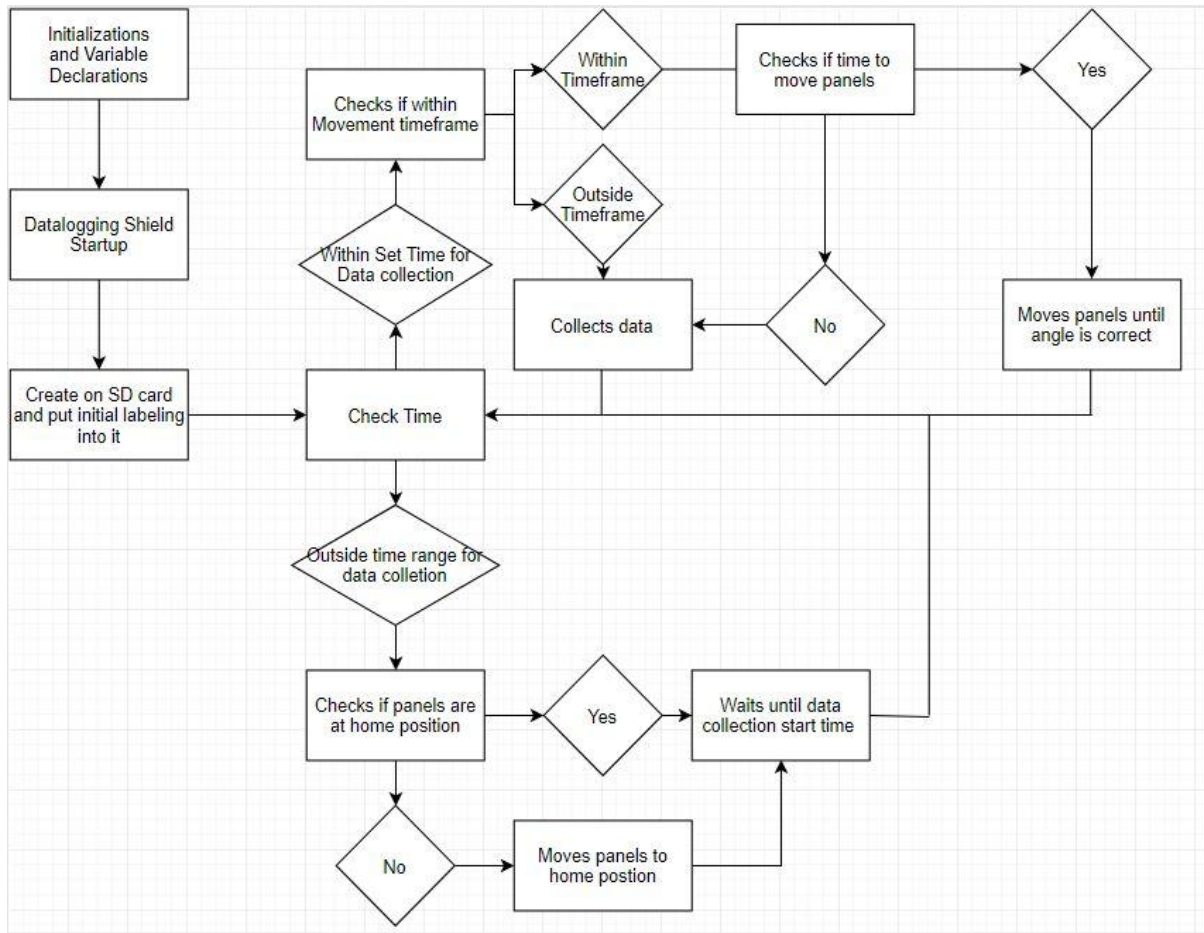 Initializations
and Variable
Declarations
Datalogging Shield
Startup
Create on SD card
and put initial labeling
into it
Check Time
Within Set Time for
Data collection
Checks if within
Movement timeframe
Within
Timeframe
Outside
Timeframe
Checks if time to
move panels
Yes
No
Collects data
Moves panels until
angle is correct
Outside time range for
data colletion
Checks if panels are
at home position
Yes
Waits until data
collection start time
No
Moves panels to
home postion